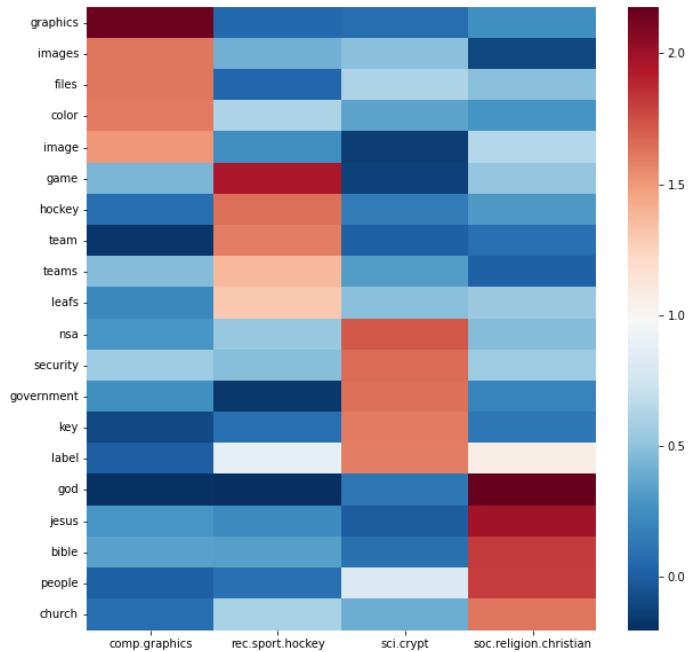 graphics
images
files
color
image
game
hockey
team
teams
leafs
nsa
security
government
key
label
god
jesus
bible
people
church
comp.graphics rec.sport.hockey sci.crypt soc.religion.christian
2.0
1.5
1.0
0.5
0.0